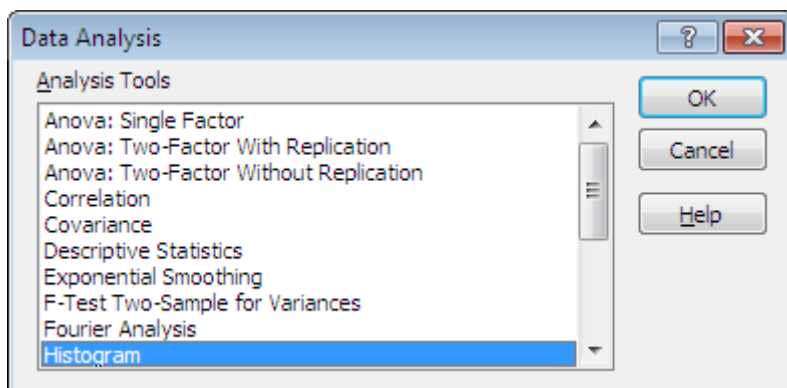 Data Analysis
?
Analysis Tools
Anova: Single Factor
Anova: Two-Factor With Replication
Anova: Two-Factor Without Replication
Correlation
Covariance
Descriptive Statistics
Exponential Smoothing
F-Test Two-Sample for Variances
Fourier Analysis
Histogram
OK
Cancel
Help